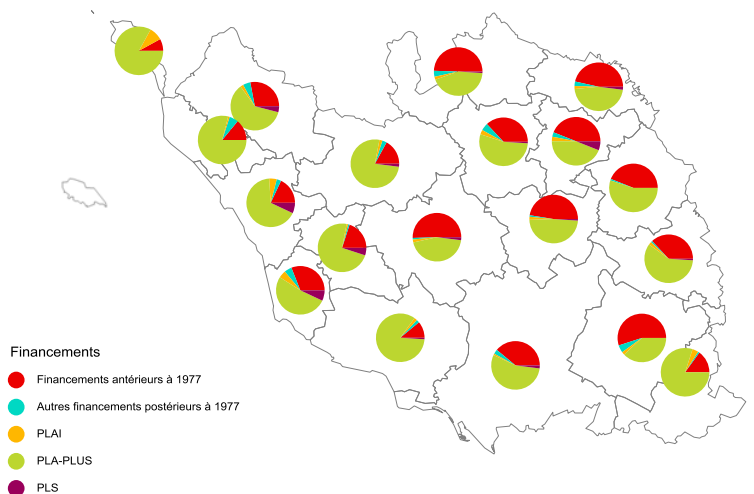 Financements
Financements antérieurs à 1977
Autres financements postérieurs à 1977
PLAI
PLA-PLUS
PLS